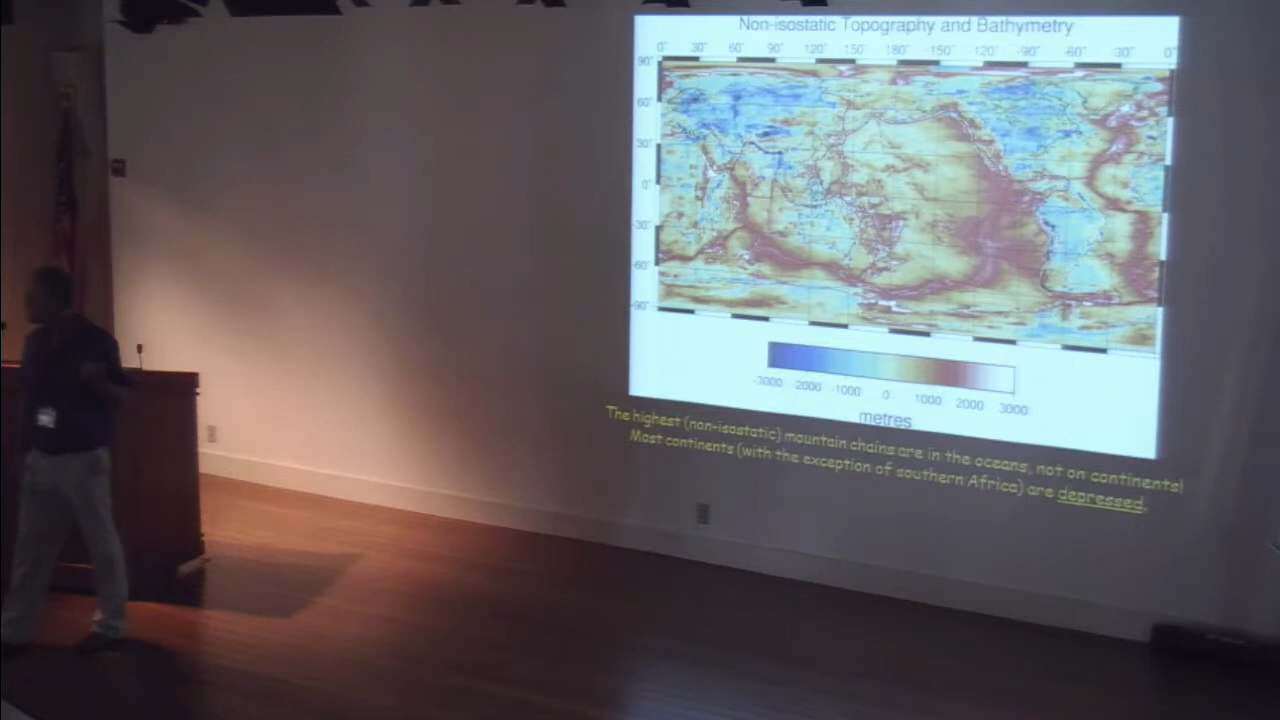 Non-isostatic Topography and Bathymetry
0° 30° 60° 90° 120° 150° 180° -150° -120° -90° -60° -30° 0°
90°
60°
30°
0°
-30°
-60°
-90°
-3000 -2000 -1000 0 1000 2000 3000
metres
The highest (non-isostatic) mountain chains are in the oceans, not on continents!
Most continents (with the exception of southern Africa) are depressed.